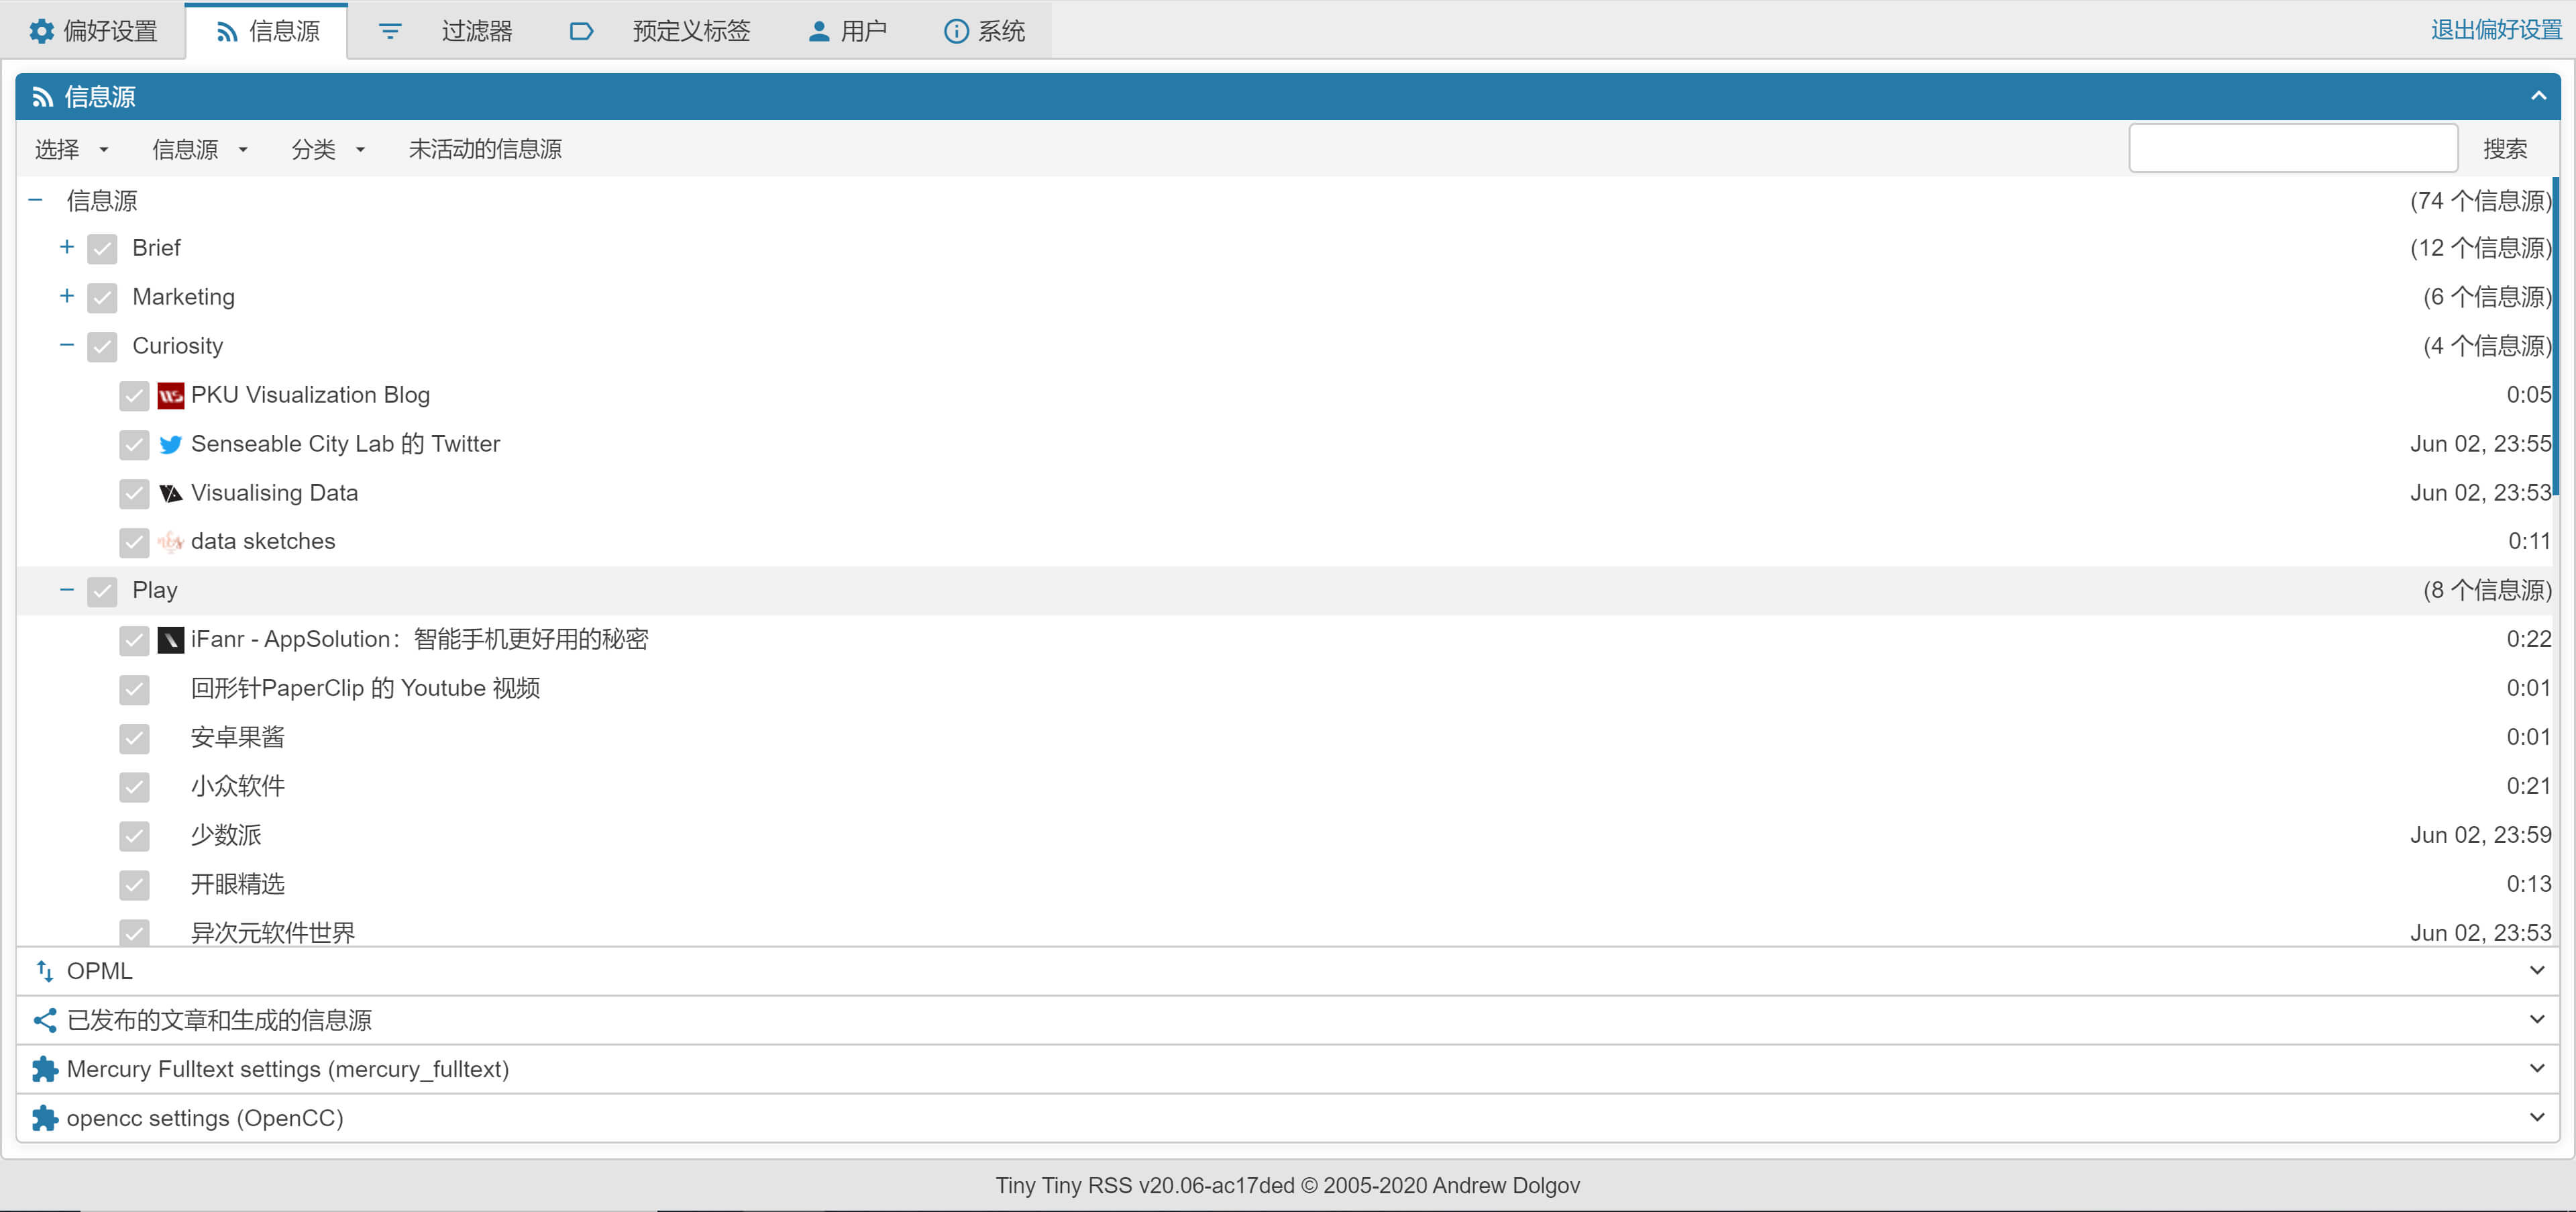 偏好设置 信息源 过滤器 预定义标签 用户 系统 退出偏好设置
信息源
选择 信息源 分类 未活动的信息源 搜索
信息源 (74 个信息源)
Brief (12 个信息源)
Marketing (6 个信息源)
Curiosity (4 个信息源)
PKU Visualization Blog 0:05
Senseable City Lab 的 Twitter Jun 02, 23:55
Visualising Data Jun 02, 23:53
data sketches 0:11
Play (8 个信息源)
iFanr - AppSolution：智能手机更好用的秘密 0:22
回形针PaperClip 的 Youtube 视频 0:01
安卓果酱 0:01
小众软件 0:21
少数派 Jun 02, 23:59
开眼精选 0:13
异次元软件世界 Jun 02, 23:53
OPML
已发布的文章和生成的信息源
Mercury Fulltext settings (mercury_fulltext)
opencc settings (OpenCC)
Tiny Tiny RSS v20.06-ac17ded © 2005-2020 Andrew Dolgov